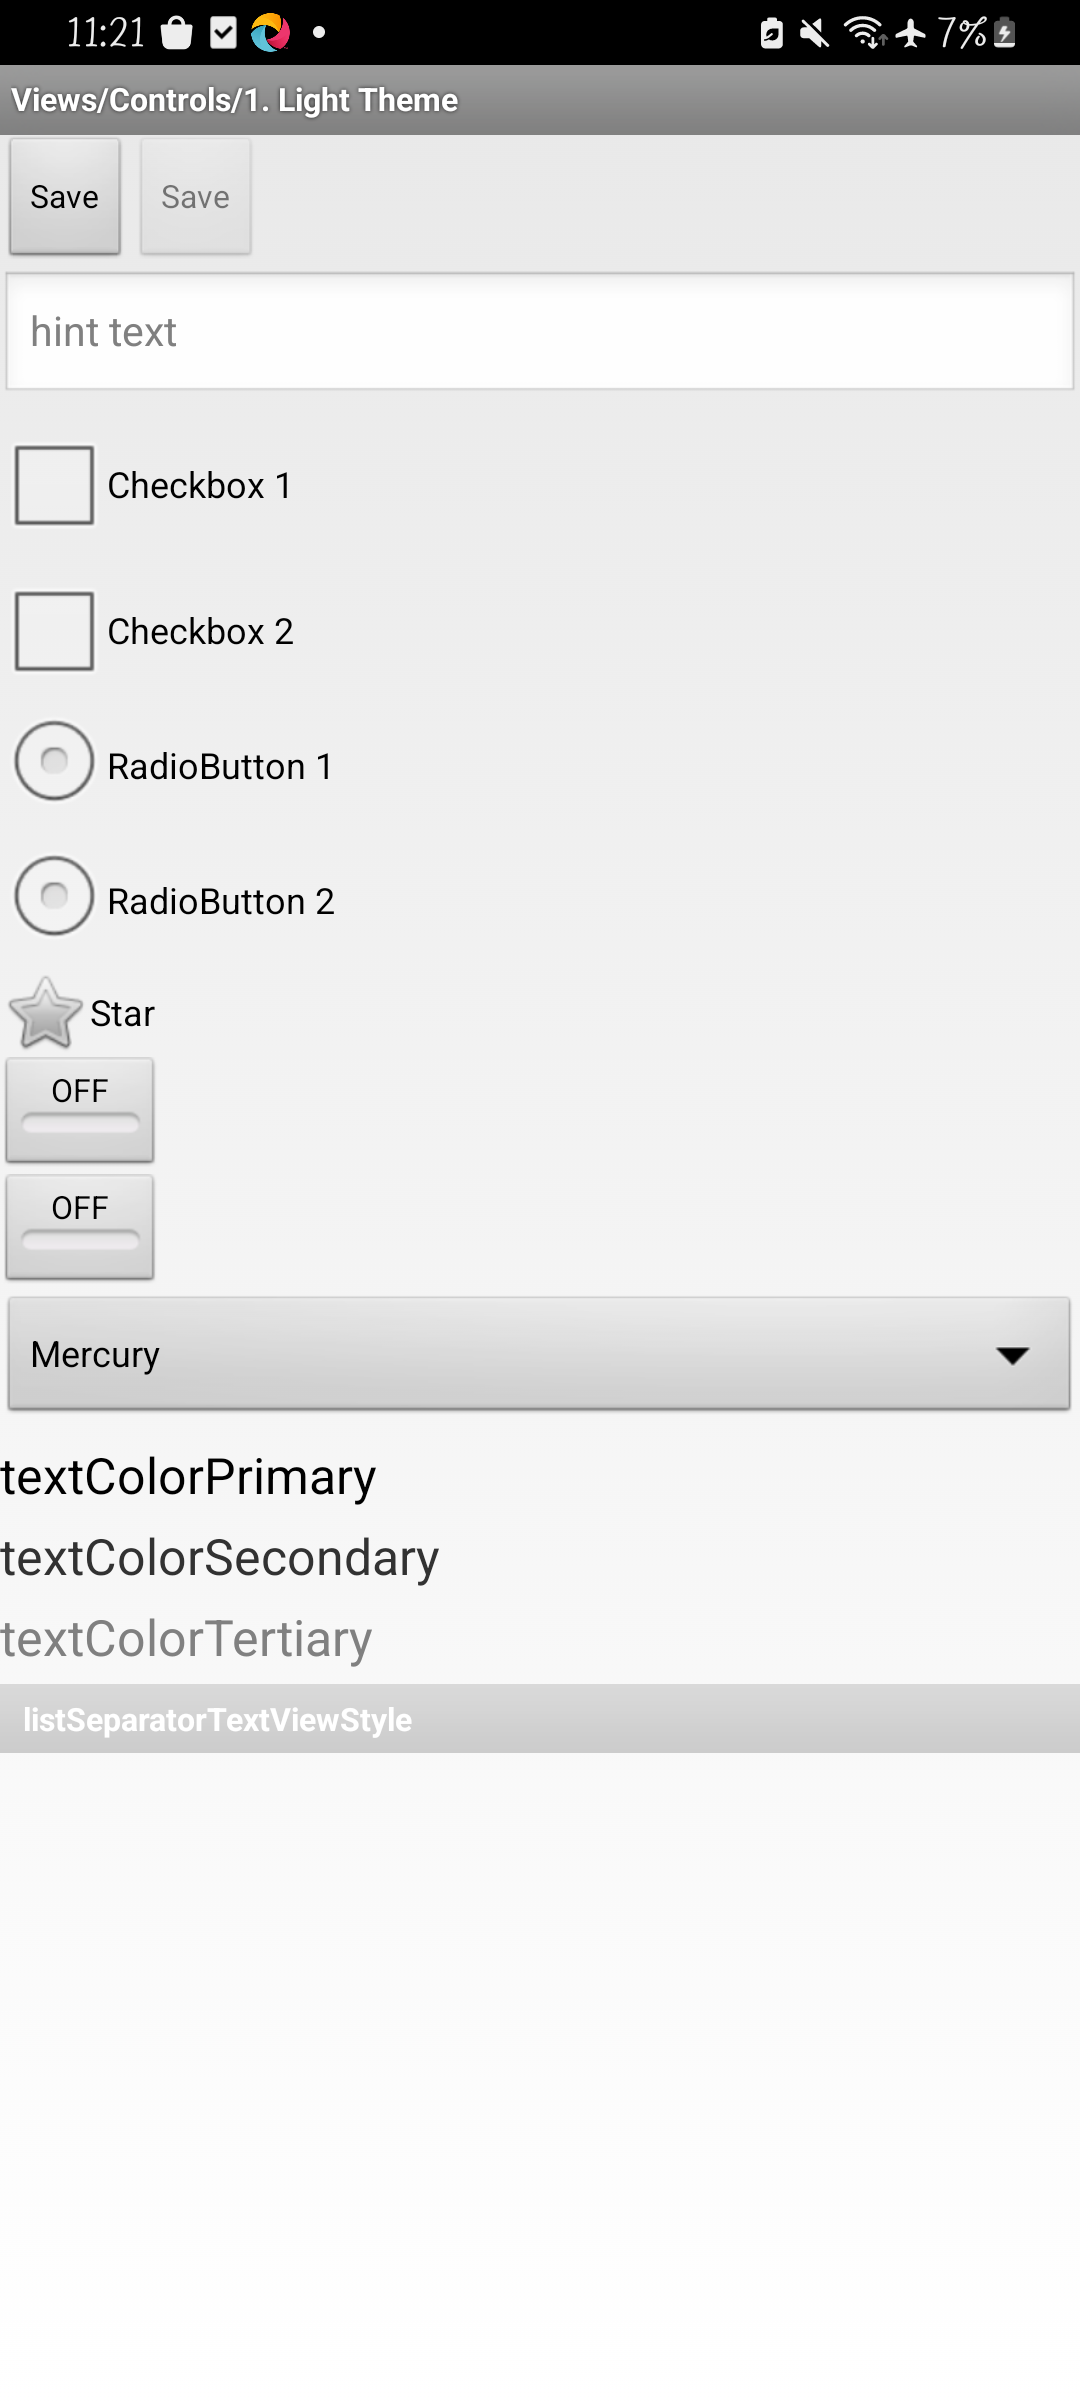 11:21 7%
Views/Controls/1. Light Theme
Save Save
hint text
Checkbox 1
Checkbox 2
RadioButton 1
RadioButton 2
Star
OFF
OFF
Mercury
textColorPrimary
textColorSecondary
textColorTertiary
listSeparatorTextViewStyle